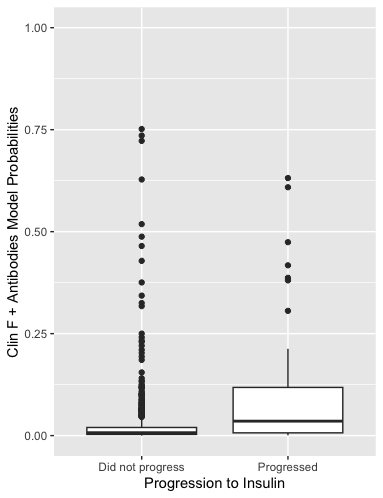 Clin F + Antibodies Model Probabilities
1.00
0.75
0.50
0.25
0.00
Did not progress Progressed
Progression to Insulin